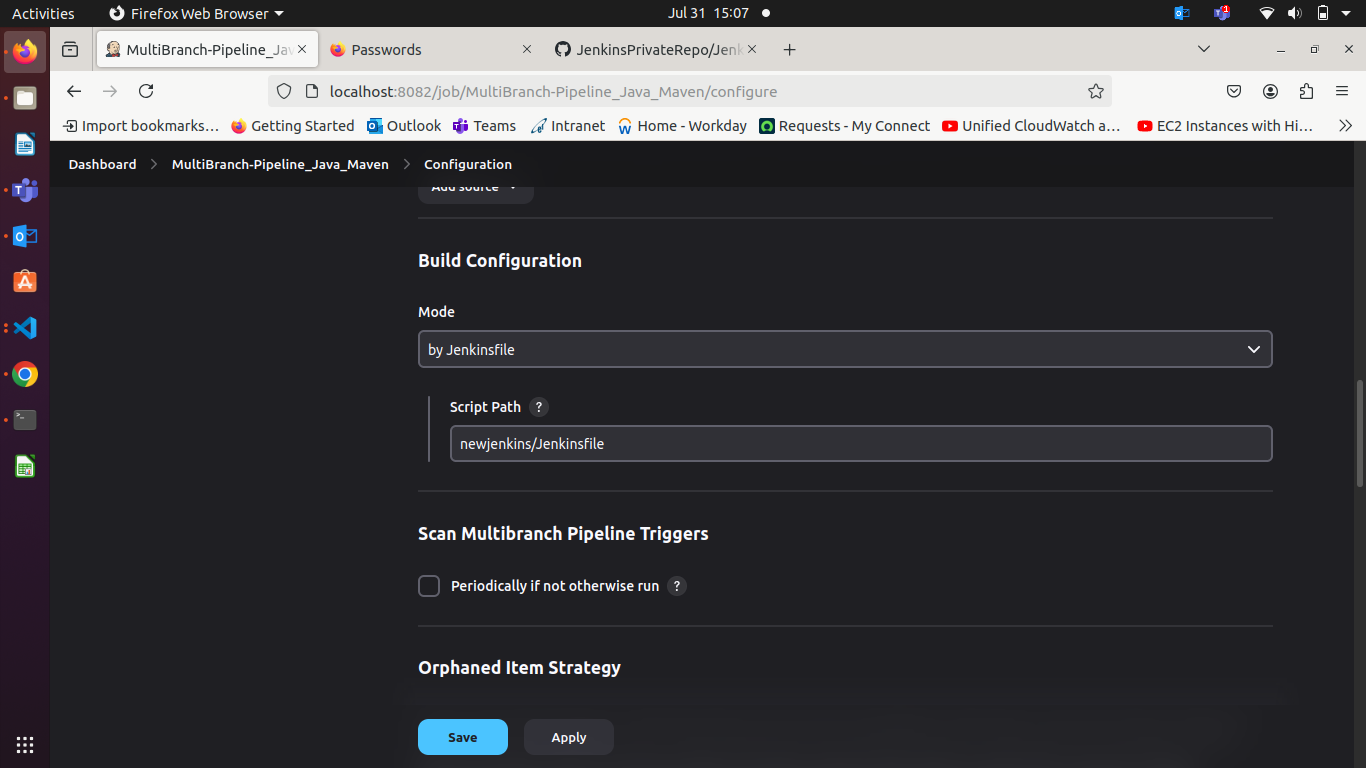 Activities Firefox Web Browser Jul 31 15:07 1
MultiBranch-Pipeline_Jav Passwords JenkinsPrivateRepo/Jenk
localhost:8082/job/MultiBranch-Pipeline_Java_Maven/configure
Import bookmarks… Getting Started Outlook Teams Intranet Home - Workday Requests - My Connect Unified CloudWatch a… EC2 Instances with Hi…
Dashboard MultiBranch-Pipeline_Java_Maven Configuration
Add source
Build Configuration
Mode
by Jenkinsfile
Script Path ?
newjenkins/Jenkinsfile
Scan Multibranch Pipeline Triggers
Periodically if not otherwise run ?
Orphaned Item Strategy
Save Apply